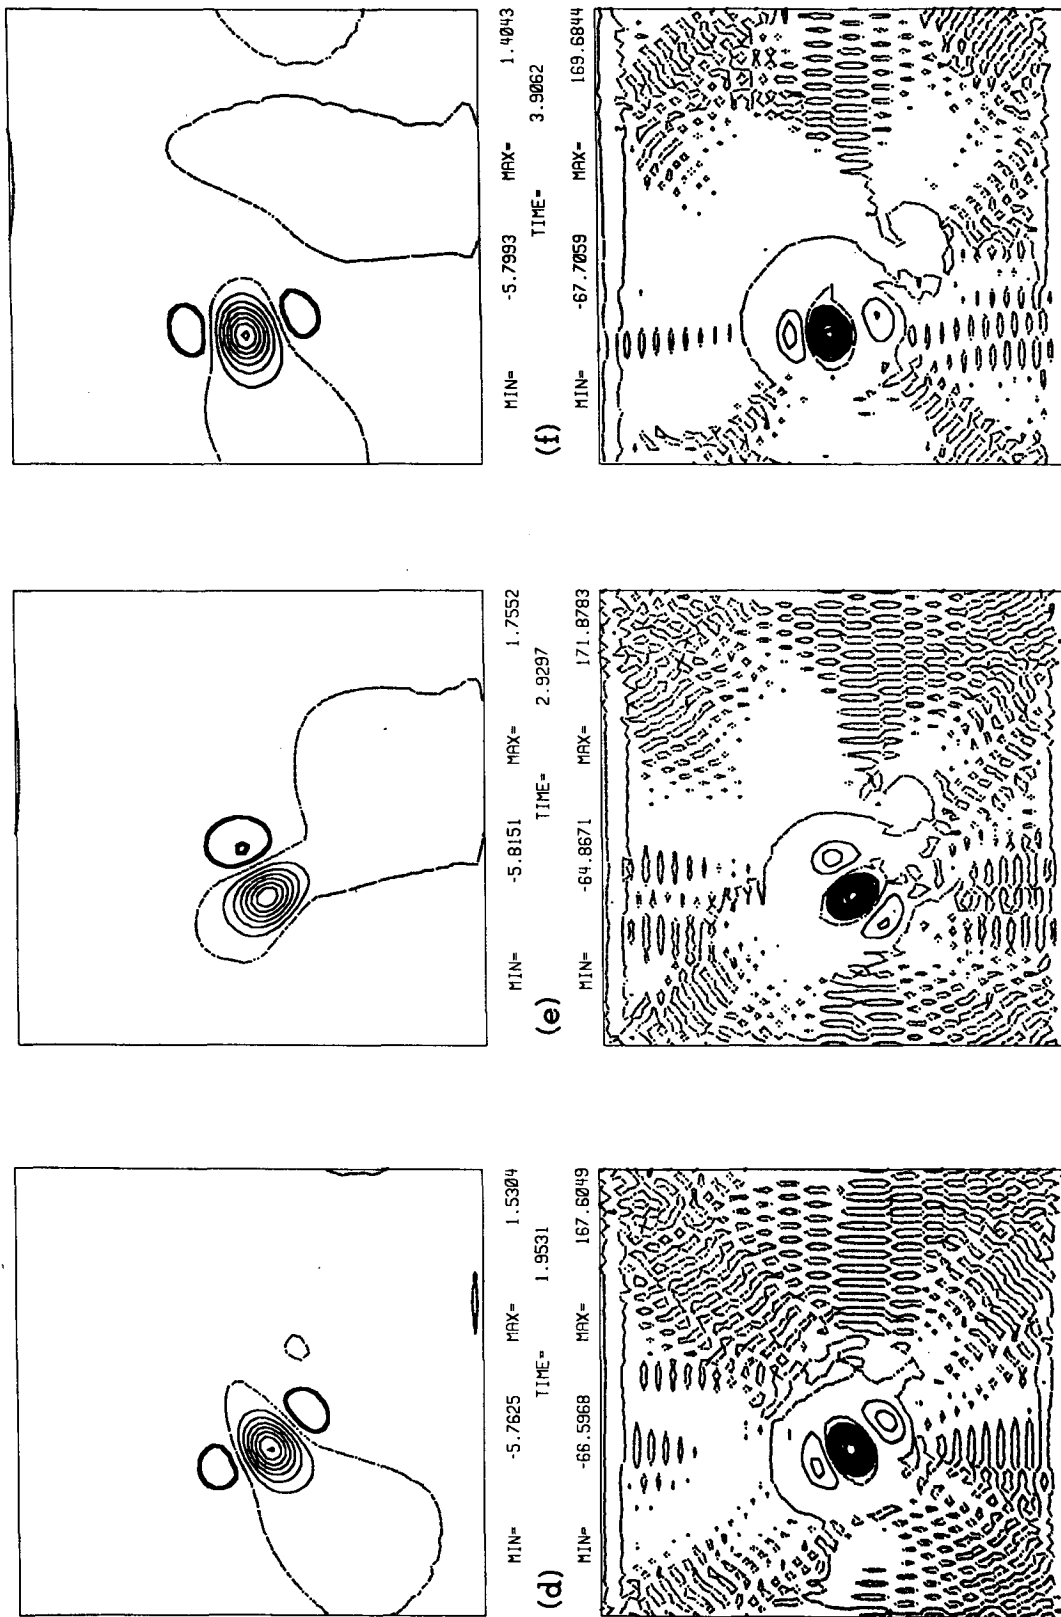 MIN= -5.7625 MAX= 1.5304
(d) TIME= 1.9531
MIN= -66.5968 MAX= 167.6049
MIN= -5.8151 MAX= 1.7552
(e) TIME= 2.9297
MIN= -64.8671 MAX= 171.8783
MIN= -5.7993 MAX= 1.4043
(f) TIME= 3.9062
MIN= -67.7059 MAX= 169.6844